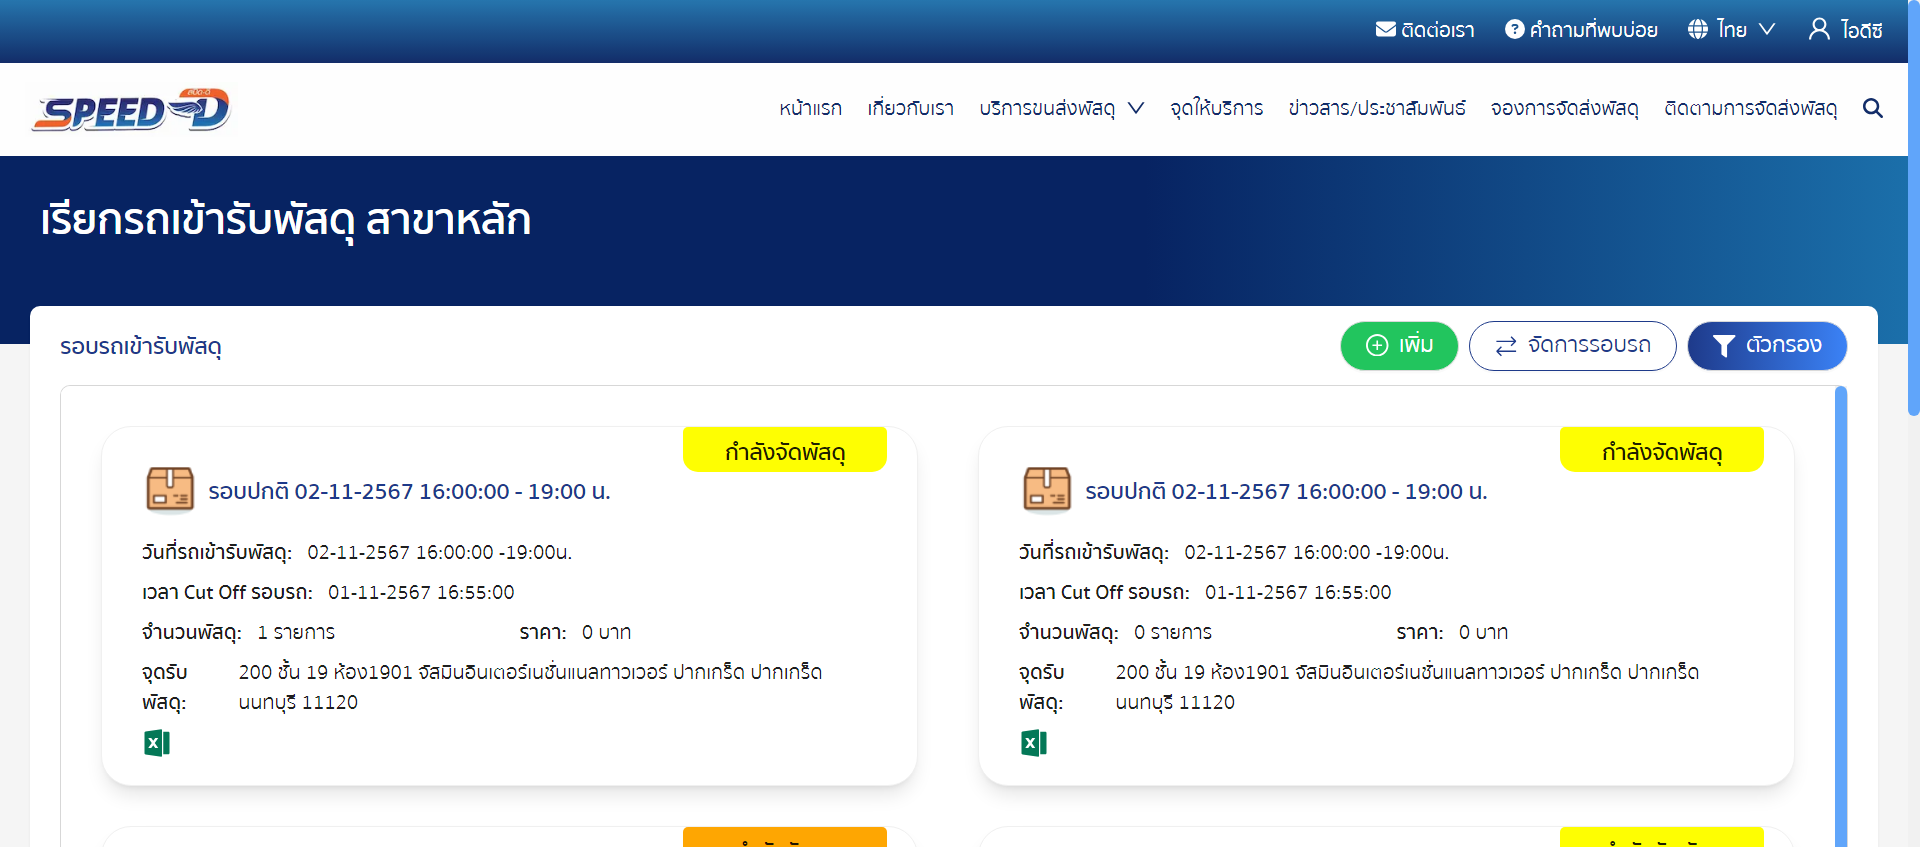 ติดต่อเรา คำถามที่พบบ่อย ไทย ไอดีซี
สปีด-ดี
SPEED-D
หน้าแรก เกี่ยวกับเรา บริการขนส่งพัสดุ จุดให้บริการ ข่าวสาร/ประชาสัมพันธ์ จองการจัดส่งพัสดุ ติดตามการจัดส่งพัสดุ
เรียกรถเข้ารับพัสดุ สาขาหลัก
รอบรถเข้ารับพัสดุ เพิ่ม จัดการรอบรถ ตัวกรอง
กำลังจัดพัสดุ
รอบปกติ 02-11-2567 16:00:00 - 19:00 น.
วันที่รถเข้ารับพัสดุ: 02-11-2567 16:00:00 -19:00น.
เวลา Cut Off รอบรถ: 01-11-2567 16:55:00
จำนวนพัสดุ: 1 รายการ ราคา: 0 บาท
จุดรับ 200 ชั้น 19 ห้อง1901 จัสมินอินเตอร์เนชั่นแนลทาวเวอร์ ปากเกร็ด ปากเกร็ด
พัสดุ: นนทบุรี 11120
กำลังจัดพัสดุ
รอบปกติ 02-11-2567 16:00:00 - 19:00 น.
วันที่รถเข้ารับพัสดุ: 02-11-2567 16:00:00 -19:00น.
เวลา Cut Off รอบรถ: 01-11-2567 16:55:00
จำนวนพัสดุ: 0 รายการ ราคา: 0 บาท
จุดรับ 200 ชั้น 19 ห้อง1901 จัสมินอินเตอร์เนชั่นแนลทาวเวอร์ ปากเกร็ด ปากเกร็ด
พัสดุ: นนทบุรี 11120